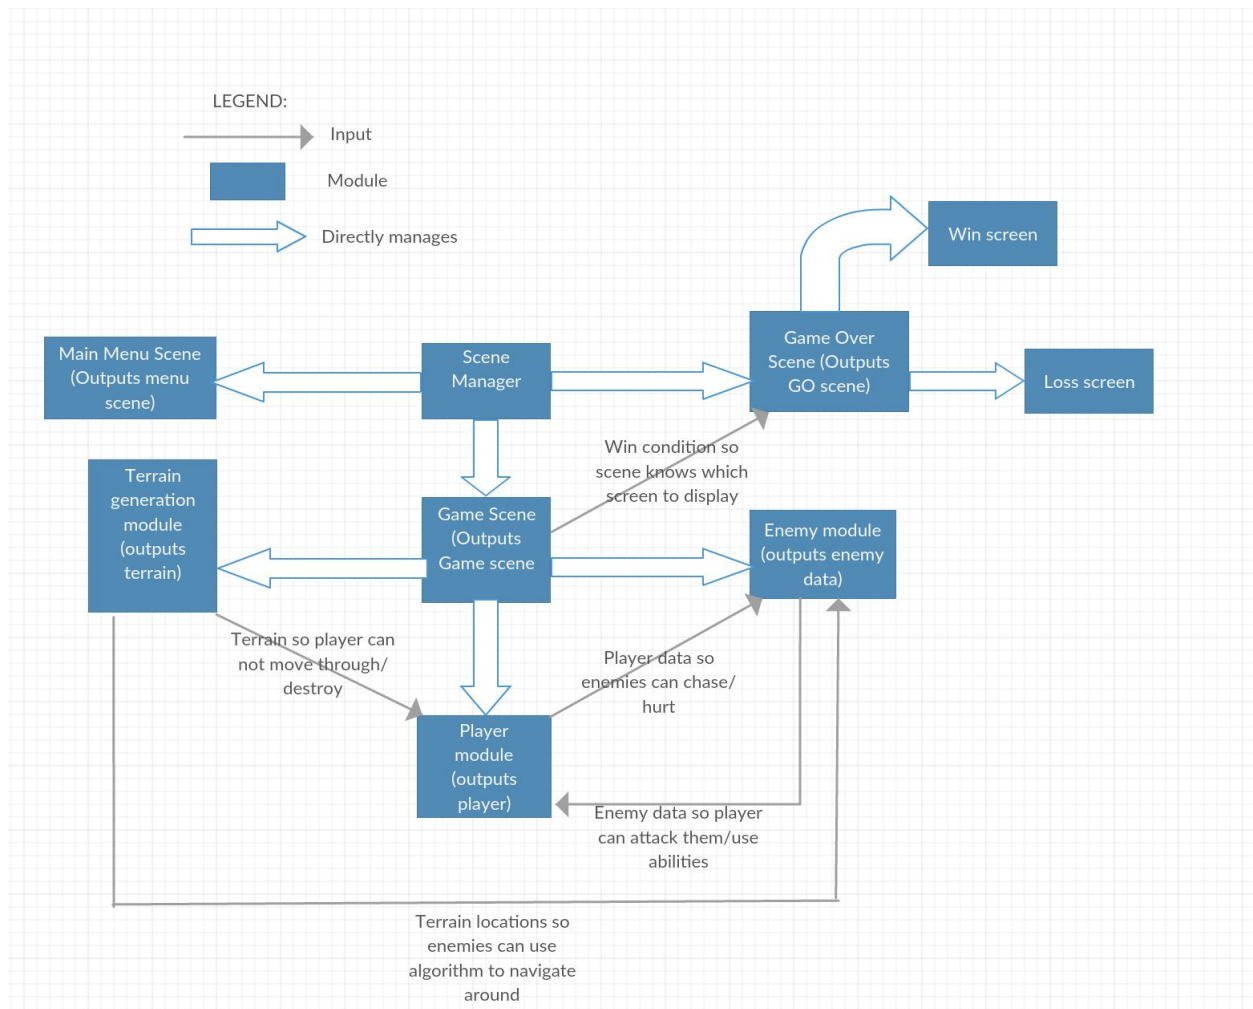 LEGEND:
Input
Module
Directly manages
Win screen
Main Menu Scene
(Outputs menu
scene)
Scene
Manager
Game Over
Scene (Outputs
GO scene)
Loss screen
Win condition so
scene knows which
screen to display
Terrain
generation
module
(outputs
terrain)
Game Scene
(Outputs
Game scene
Enemy module
(outputs enemy
data)
Terrain so player can
not move through/
destroy
Player data so
enemies can chase/
hurt
Player
module
(outputs
player)
Enemy data so player
can attack them/use
abilities
Terrain locations so
enemies can use
algorithm to navigate
around